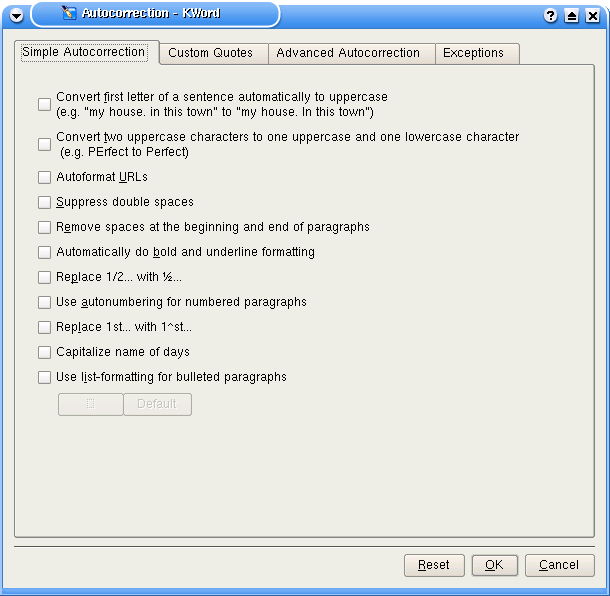 Autocorrection - KWord
Simple Autocorrection
Custom Quotes
Advanced Autocorrection
Exceptions
Convert first letter of a sentence automatically to uppercase
(e.g. "my house. in this town" to "my house. In this town")
Convert two uppercase characters to one uppercase and one lowercase character
(e.g. PErfect to Perfect)
Autoformat URLs
Suppress double spaces
Remove spaces at the beginning and end of paragraphs
Automatically do bold and underline formatting
Replace 1/2... with ½...
Use autonumbering for numbered paragraphs
Replace 1st... with 1^st...
Capitalize name of days
Use list-formatting for bulleted paragraphs
Default
Reset
OK
Cancel